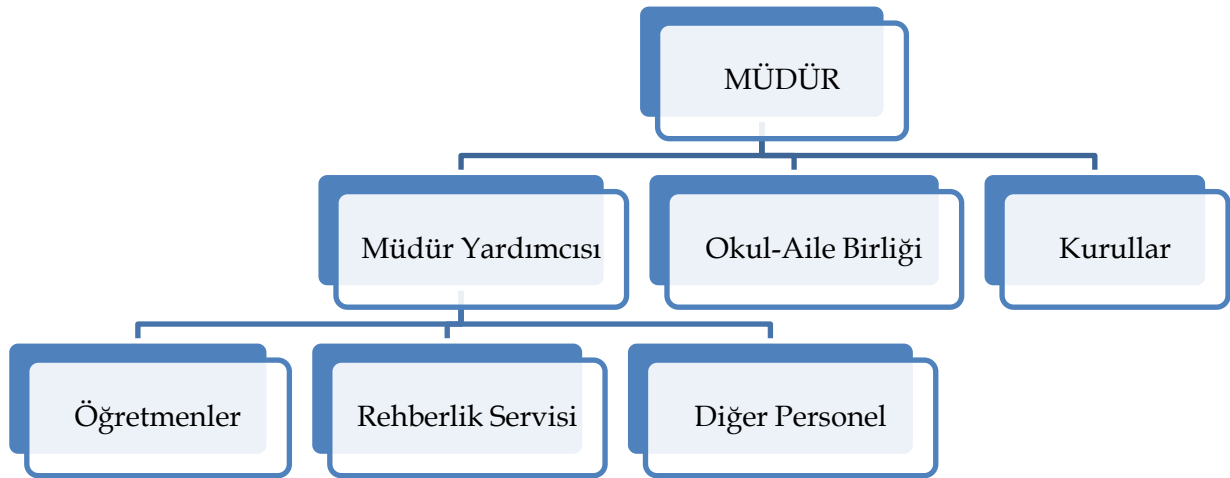 MÜDÜR
Müdür Yardımcısı
Okul-Aile Birliği
Kurullar
Öğretmenler
Rehberlik Servisi
Diğer Personel